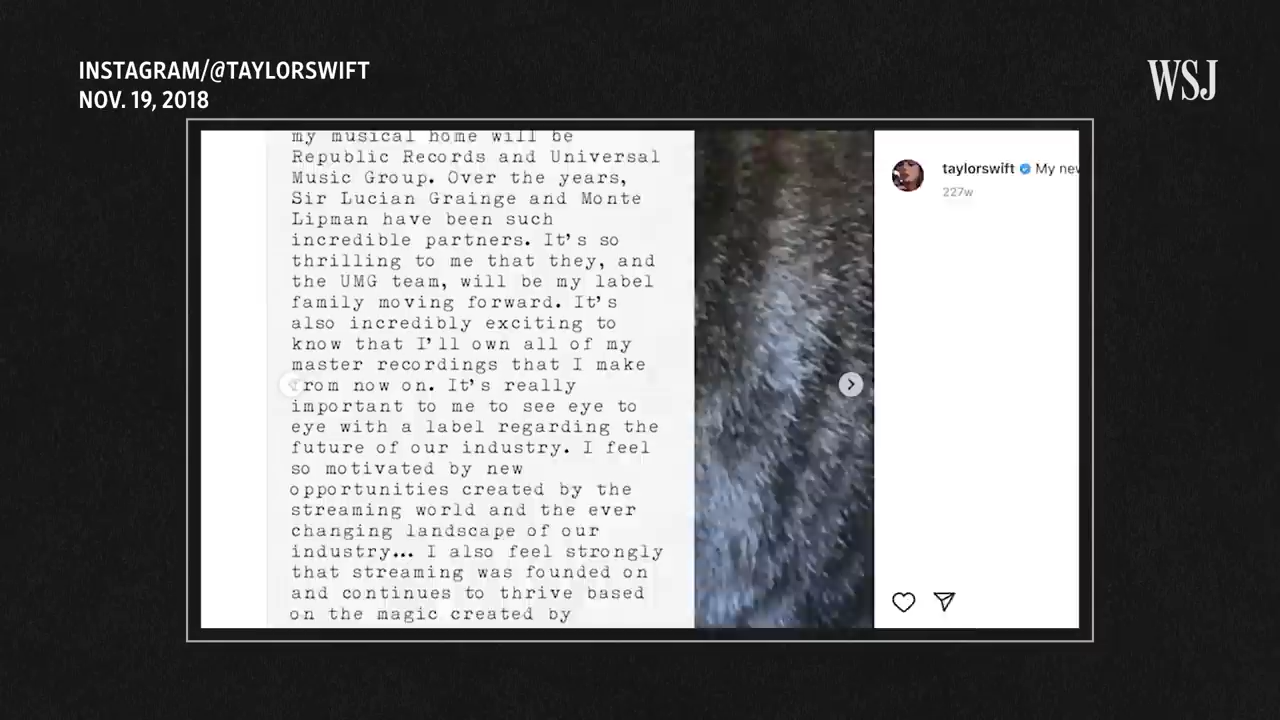 INSTAGRAM/@TAYLORSWIFT
NOV. 19, 2018
WSJ
my musical home will be
Republic Records and Universal
Music Group. Over the years,
Sir Lucian Grainge and Monte
Lipman have been such
incredible partners. It's so
thrilling to me that they, and
the UMG team, will be my label
family moving forward. It's
also incredibly exciting to
know that I'll own all of my
master recordings that I make
from now on. It's really
important to me to see eye to
eye with a label regarding the
future of our industry. I feel
so motivated by new
opportunities created by the
streaming world and the ever
changing landscape of our
industry... I also feel strongly
that streaming was founded on
and continues to thrive based
on the magic created by
taylorswift My
227w